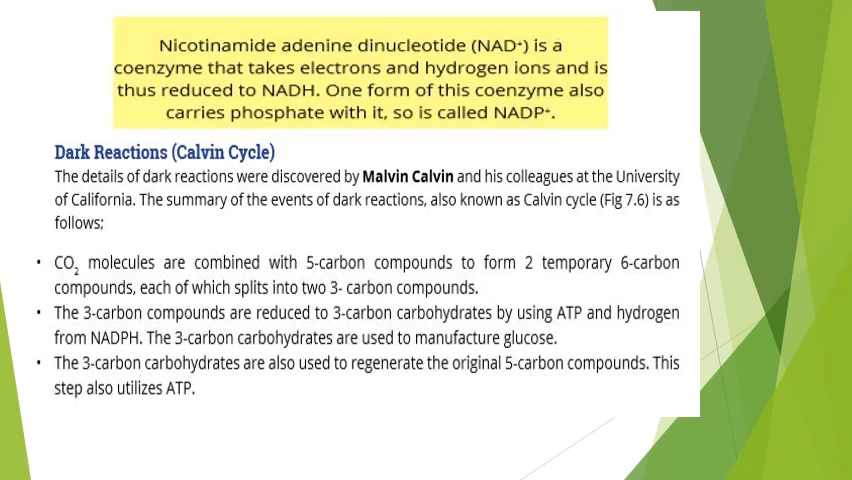 Nicotinamide adenine dinucleotide (NAD⁺) is a
coenzyme that takes electrons and hydrogen ions and is
thus reduced to NADH. One form of this coenzyme also
carries phosphate with it, so is called NADP⁺.
Dark Reactions (Calvin Cycle)
The details of dark reactions were discovered by Malvin Calvin and his colleagues at the University
of California. The summary of the events of dark reactions, also known as Calvin cycle (Fig 7.6) is as
follows;
• CO₂ molecules are combined with 5-carbon compounds to form 2 temporary 6-carbon
compounds, each of which splits into two 3- carbon compounds.
• The 3-carbon compounds are reduced to 3-carbon carbohydrates by using ATP and hydrogen
from NADPH. The 3-carbon carbohydrates are used to manufacture glucose.
• The 3-carbon carbohydrates are also used to regenerate the original 5-carbon compounds. This
step also utilizes ATP.